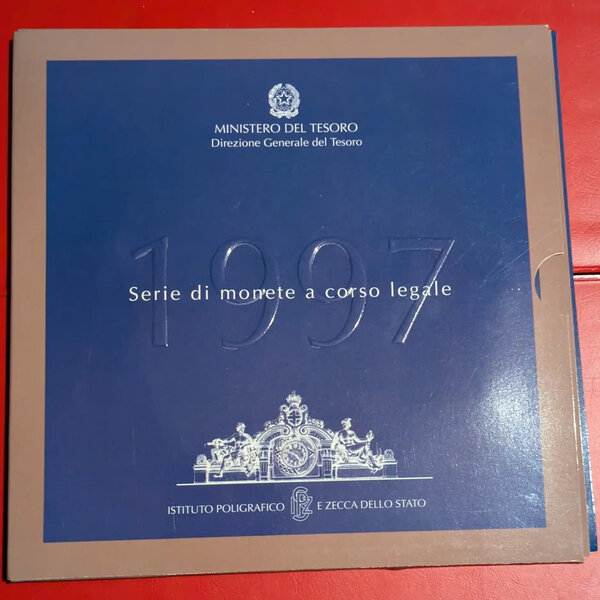 MINISTERO DEL TESORO
Direzione Generale del Tesoro
1997
Serie di monete a corso legale
ISTITUTO POLIGRAFICO E ZECCA DELLO STATO